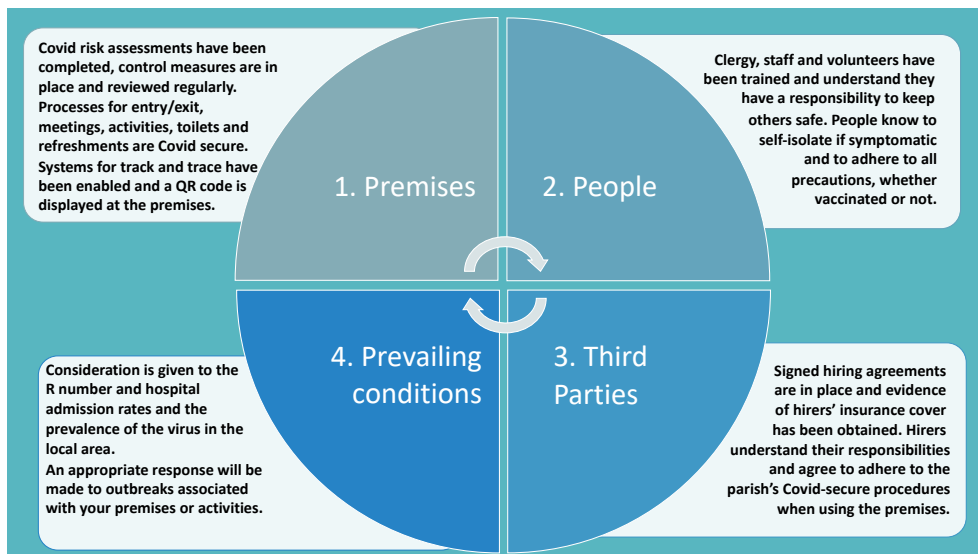 Covid risk assessments have been
completed, control measures are in
place and reviewed regularly.
Processes for entry/exit,
meetings, activities, toilets and
refreshments are Covid secure.
Systems for track and trace have
been enabled and a QR code is
displayed at the premises.
1. Premises
2. People
Clergy, staff and volunteers have
been trained and understand they
have a responsibility to keep
others safe. People know to
self-isolate if symptomatic
and to adhere to all
precautions, whether
vaccinated or not.
3. Third
Parties
Signed hiring agreements
are in place and evidence
of hirers’ insurance cover
has been obtained. Hirers
understand their responsibilities
and agree to adhere to the
parish’s Covid-secure procedures
when using the premises.
4. Prevailing
conditions
Consideration is given to the
R number and hospital
admission rates and the
prevalence of the virus in the
local area.
An appropriate response will be
made to outbreaks associated
with your premises or activities.